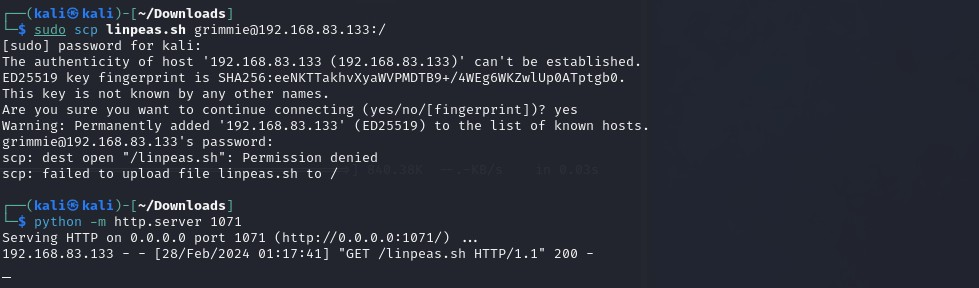 ┌──(kali㉿kali)-[~/Downloads]
└─$ sudo scp linpeas.sh grimmie@192.168.83.133:/
[sudo] password for kali:
The authenticity of host '192.168.83.133 (192.168.83.133)' can't be established.
ED25519 key fingerprint is SHA256:eeNKTTakhvXyaWVPMDTB9+/4WEg6WKZwlUp0ATptgb0.
This key is not known by any other names.
Are you sure you want to continue connecting (yes/no/[fingerprint])? yes
Warning: Permanently added '192.168.83.133' (ED25519) to the list of known hosts.
grimmie@192.168.83.133's password:
scp: dest open "/linpeas.sh": Permission denied
scp: failed to upload file linpeas.sh to /
┌──(kali㉿kali)-[~/Downloads]
└─$ python -m http.server 1071
Serving HTTP on 0.0.0.0 port 1071 (http://0.0.0.0:1071/) ...
192.168.83.133 - - [28/Feb/2024 01:17:41] "GET /linpeas.sh HTTP/1.1" 200 -